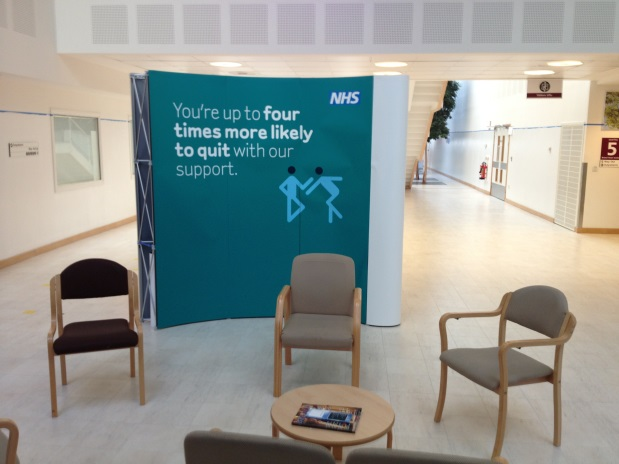 NHS
You're up to four
times more likely
to quit with our
support.
5